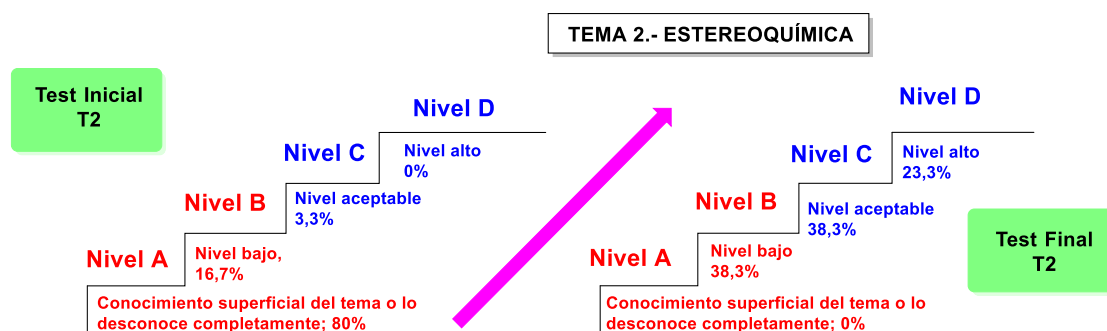 TEMA 2.- ESTEREOQUÍMICA
Test Inicial
T2
Nivel D
Nivel alto
0%
Nivel C
Nivel aceptable
3,3%
Nivel B
Nivel bajo,
16,7%
Nivel A
Conocimiento superficial del tema o lo
desconoce completamente; 80%
Nivel D
Nivel alto
23,3%
Nivel C
Nivel aceptable
38,3%
Nivel B
Nivel bajo
38,3%
Nivel A
Conocimiento superficial del tema o lo
desconoce completamente; 0%
Test Final
T2